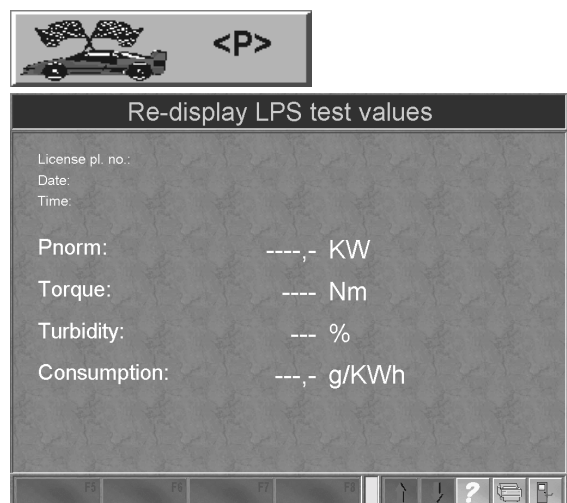 <P>
Re-display LPS test values
License pl. no.:
Date:
Time:
Pnorm: ----,- KW
Torque: ---- Nm
Turbidity: --- %
Consumption: ---,- g/KWh
F5 F6 F7 F8 ?